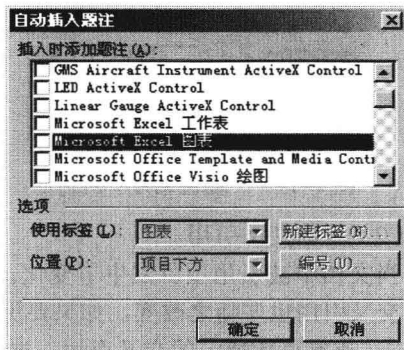 自动插入题注
插入时添加题注(A):
GMS Aircraft Instrument ActiveX Control
LED ActiveX Control
Linear Gauge ActiveX Control
Microsoft Excel 工作表
Microsoft Excel 图表
Microsoft Office Template and Media Cont
Microsoft Office Visio 绘图
选项
使用标签(L): 图表 新建标签(N)...
位置(P): 项目下方 编号(U)...
确定 取消